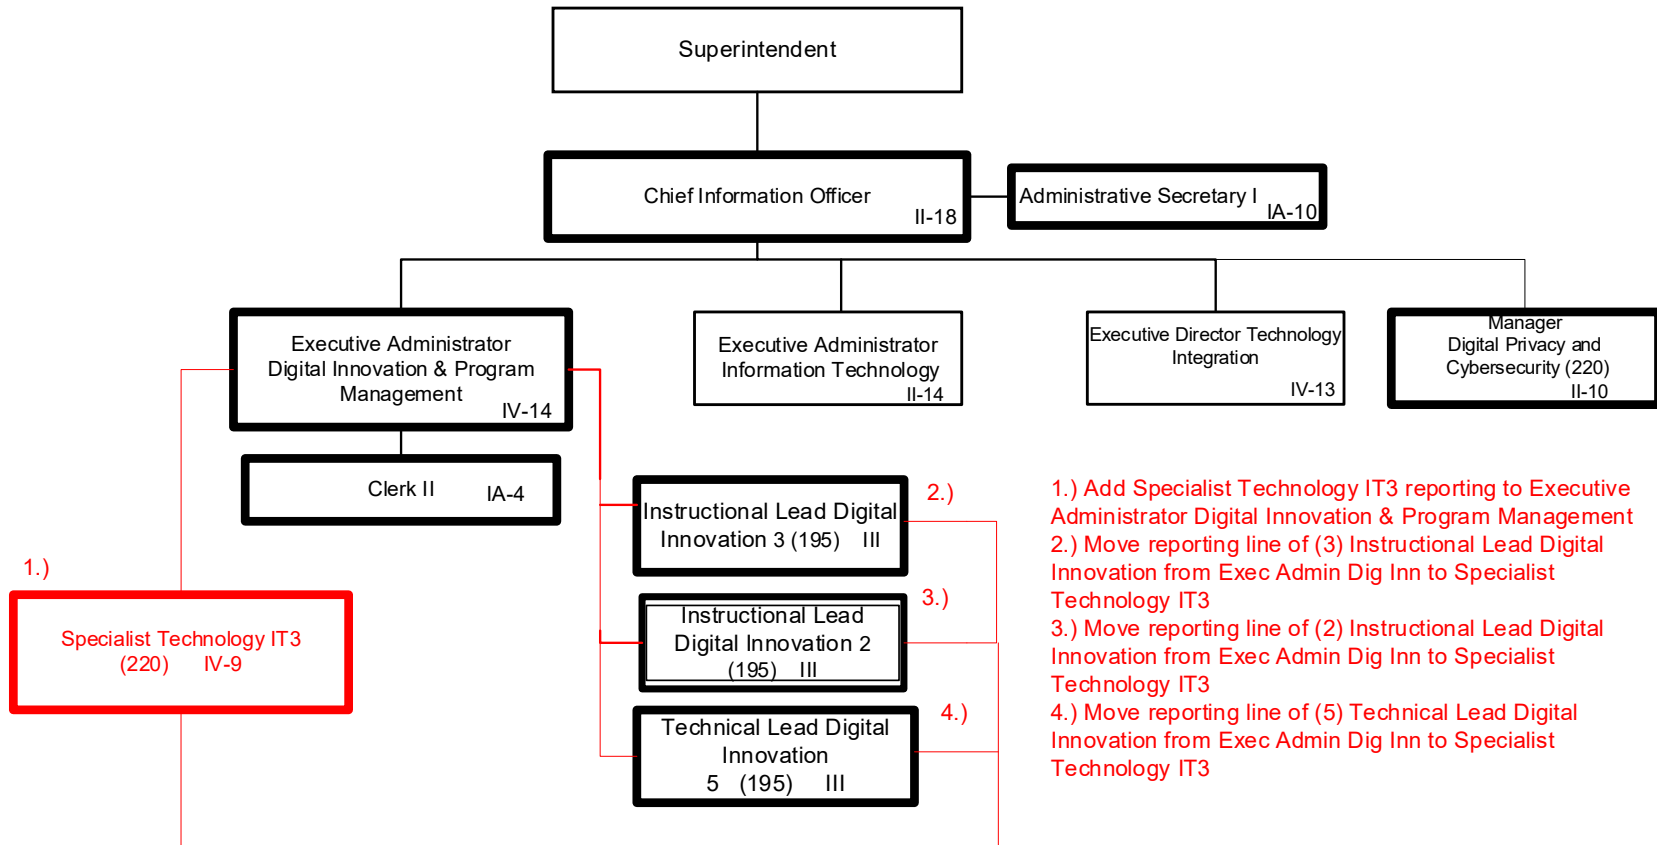 Superintendent
Chief Information Officer
II-18
Administrative Secretary I
IA-10
Executive Administrator
Digital Innovation & Program
Management
IV-14
Executive Administrator
Information Technology
II-14
Executive Director Technology
Integration
IV-13
Manager
Digital Privacy and
Cybersecurity (220)
II-10
Clerk II IA-4
1.)
Specialist Technology IT3
(220) IV-9
2.)
Instructional Lead Digital
Innovation 3 (195) III
3.)
Instructional Lead
Digital Innovation 2
(195) III
4.)
Technical Lead Digital
Innovation
5 (195) III
1.) Add Specialist Technology IT3 reporting to Executive
Administrator Digital Innovation & Program Management
2.) Move reporting line of (3) Instructional Lead Digital
Innovation from Exec Admin Dig Inn to Specialist
Technology IT3
3.) Move reporting line of (2) Instructional Lead Digital
Innovation from Exec Admin Dig Inn to Specialist
Technology IT3
4.) Move reporting line of (5) Technical Lead Digital
Innovation from Exec Admin Dig Inn to Specialist
Technology IT3